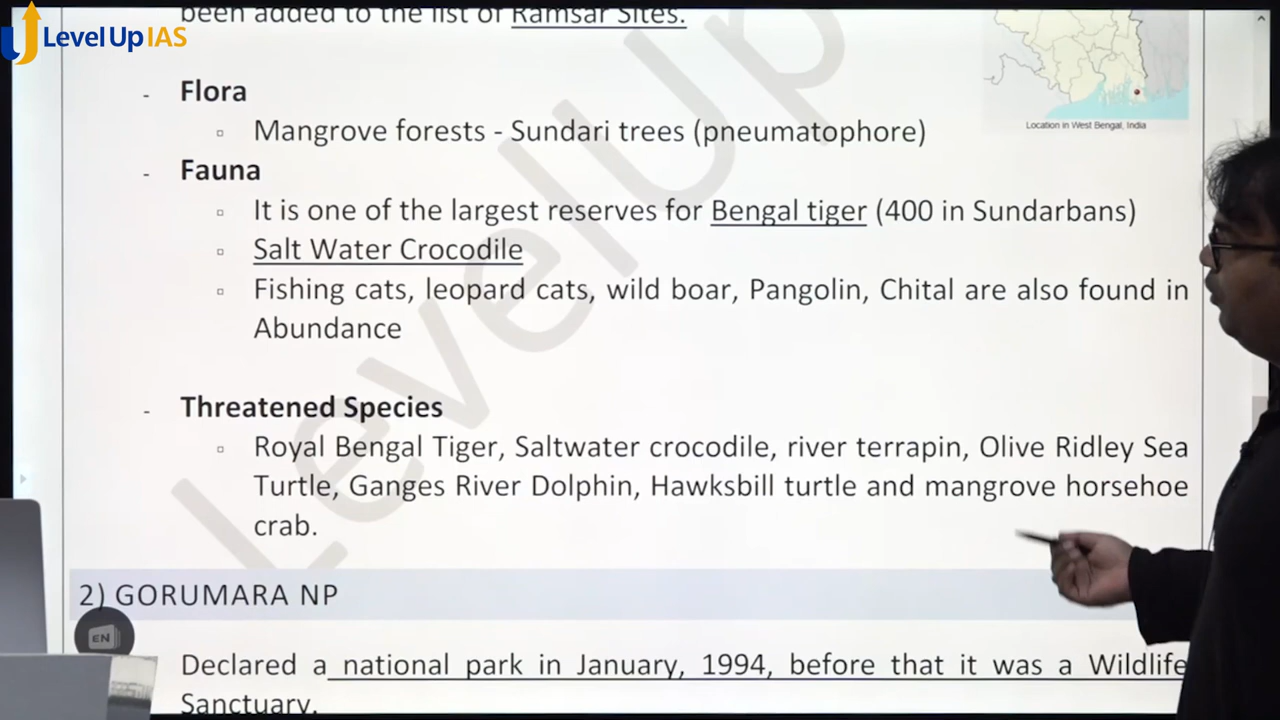 been added to the list of Ramsar Sites.
Level Up IAS
Location in West Bengal, India
- Flora
Mangrove forests - Sundari trees (pneumatophore)
- Fauna
It is one of the largest reserves for Bengal tiger (400 in Sundarbans)
Salt Water Crocodile
Fishing cats, leopard cats, wild boar, Pangolin, Chital are also found in
Abundance
- Threatened Species
Royal Bengal Tiger, Saltwater crocodile, river terrapin, Olive Ridley Sea
Turtle, Ganges River Dolphin, Hawksbill turtle and mangrove horsehoe
crab.
2) GORUMARA NP
EN
Declared a national park in January, 1994, before that it was a Wildlife
Sanctuary.
LevelUp